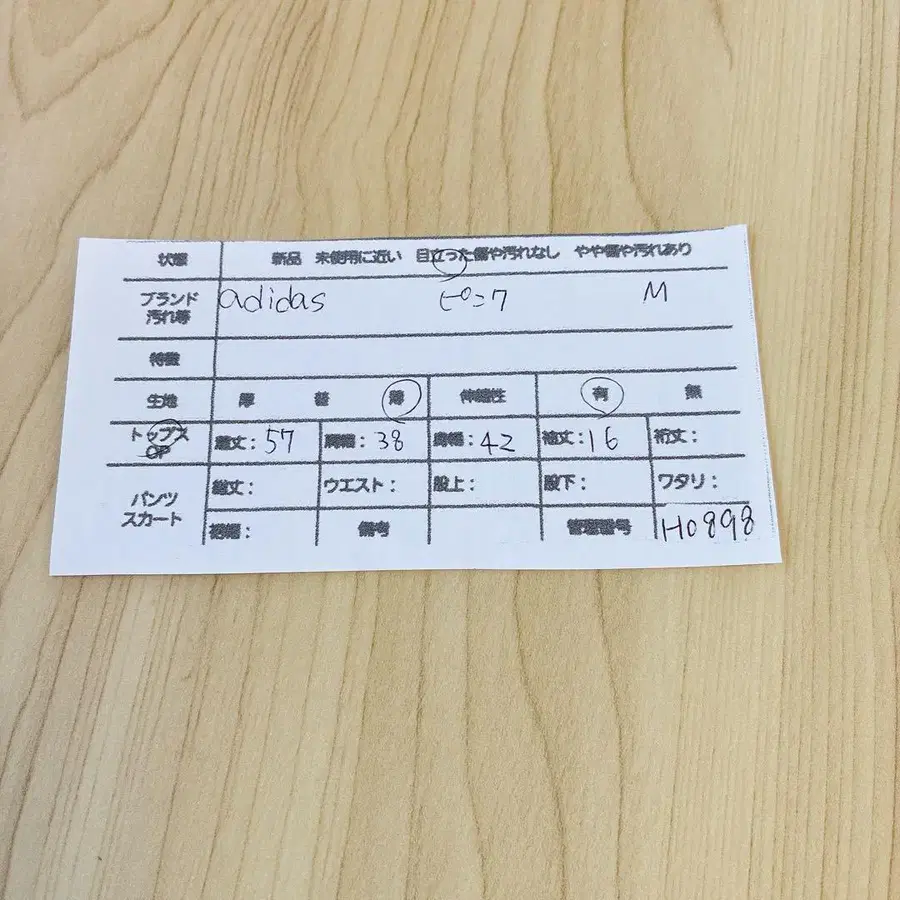 状態 新品 未使用に近い 目立った傷や汚れなし やや傷や汚れあり
ブランド adidas ピンク M
汚れ等
特徴
生地 厚 普 薄 伸縮性 有 無
トップス 総丈：57 肩幅：38 身幅：42 袖丈：16 裄丈：
OP
パンツ 総丈： ウエスト： 股上： 股下： ワタリ：
スカート 裾幅： 備考 管理番号 H0898